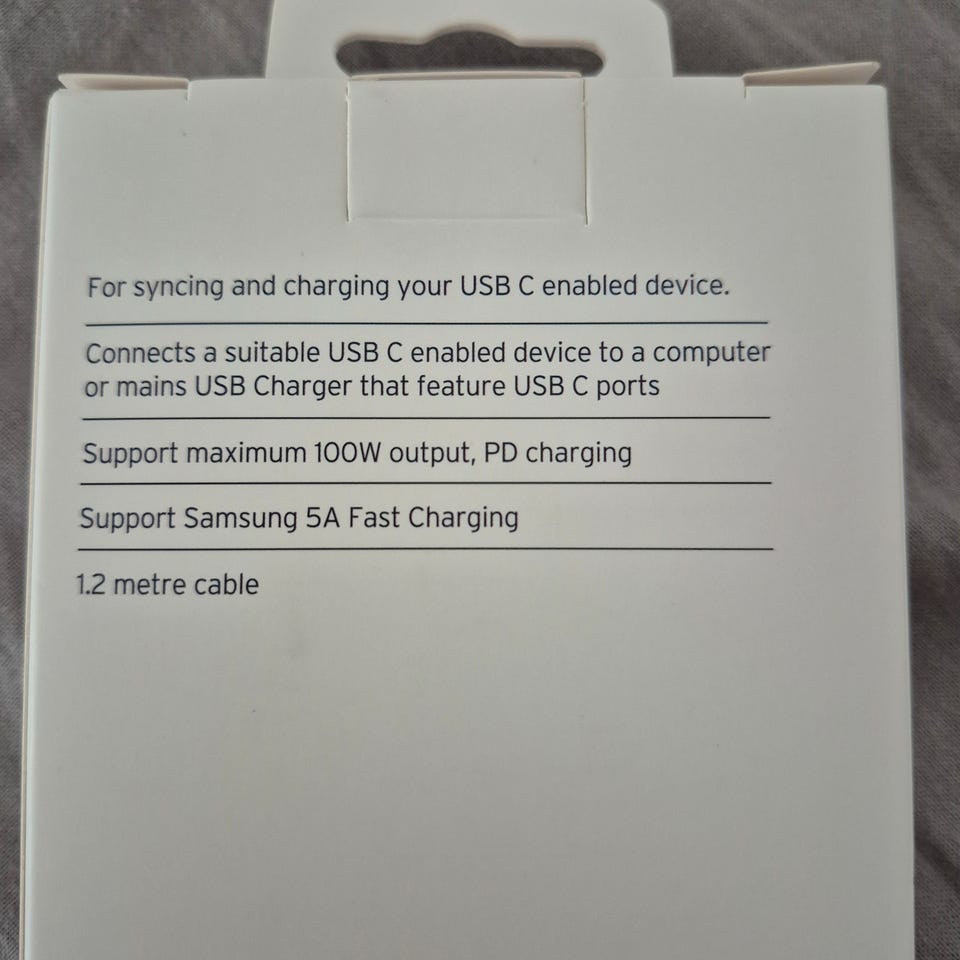 For syncing and charging your USB C enabled device.
Connects a suitable USB C enabled device to a computer
or mains USB Charger that feature USB C ports
Support maximum 100W output, PD charging
Support Samsung 5A Fast Charging
1.2 metre cable